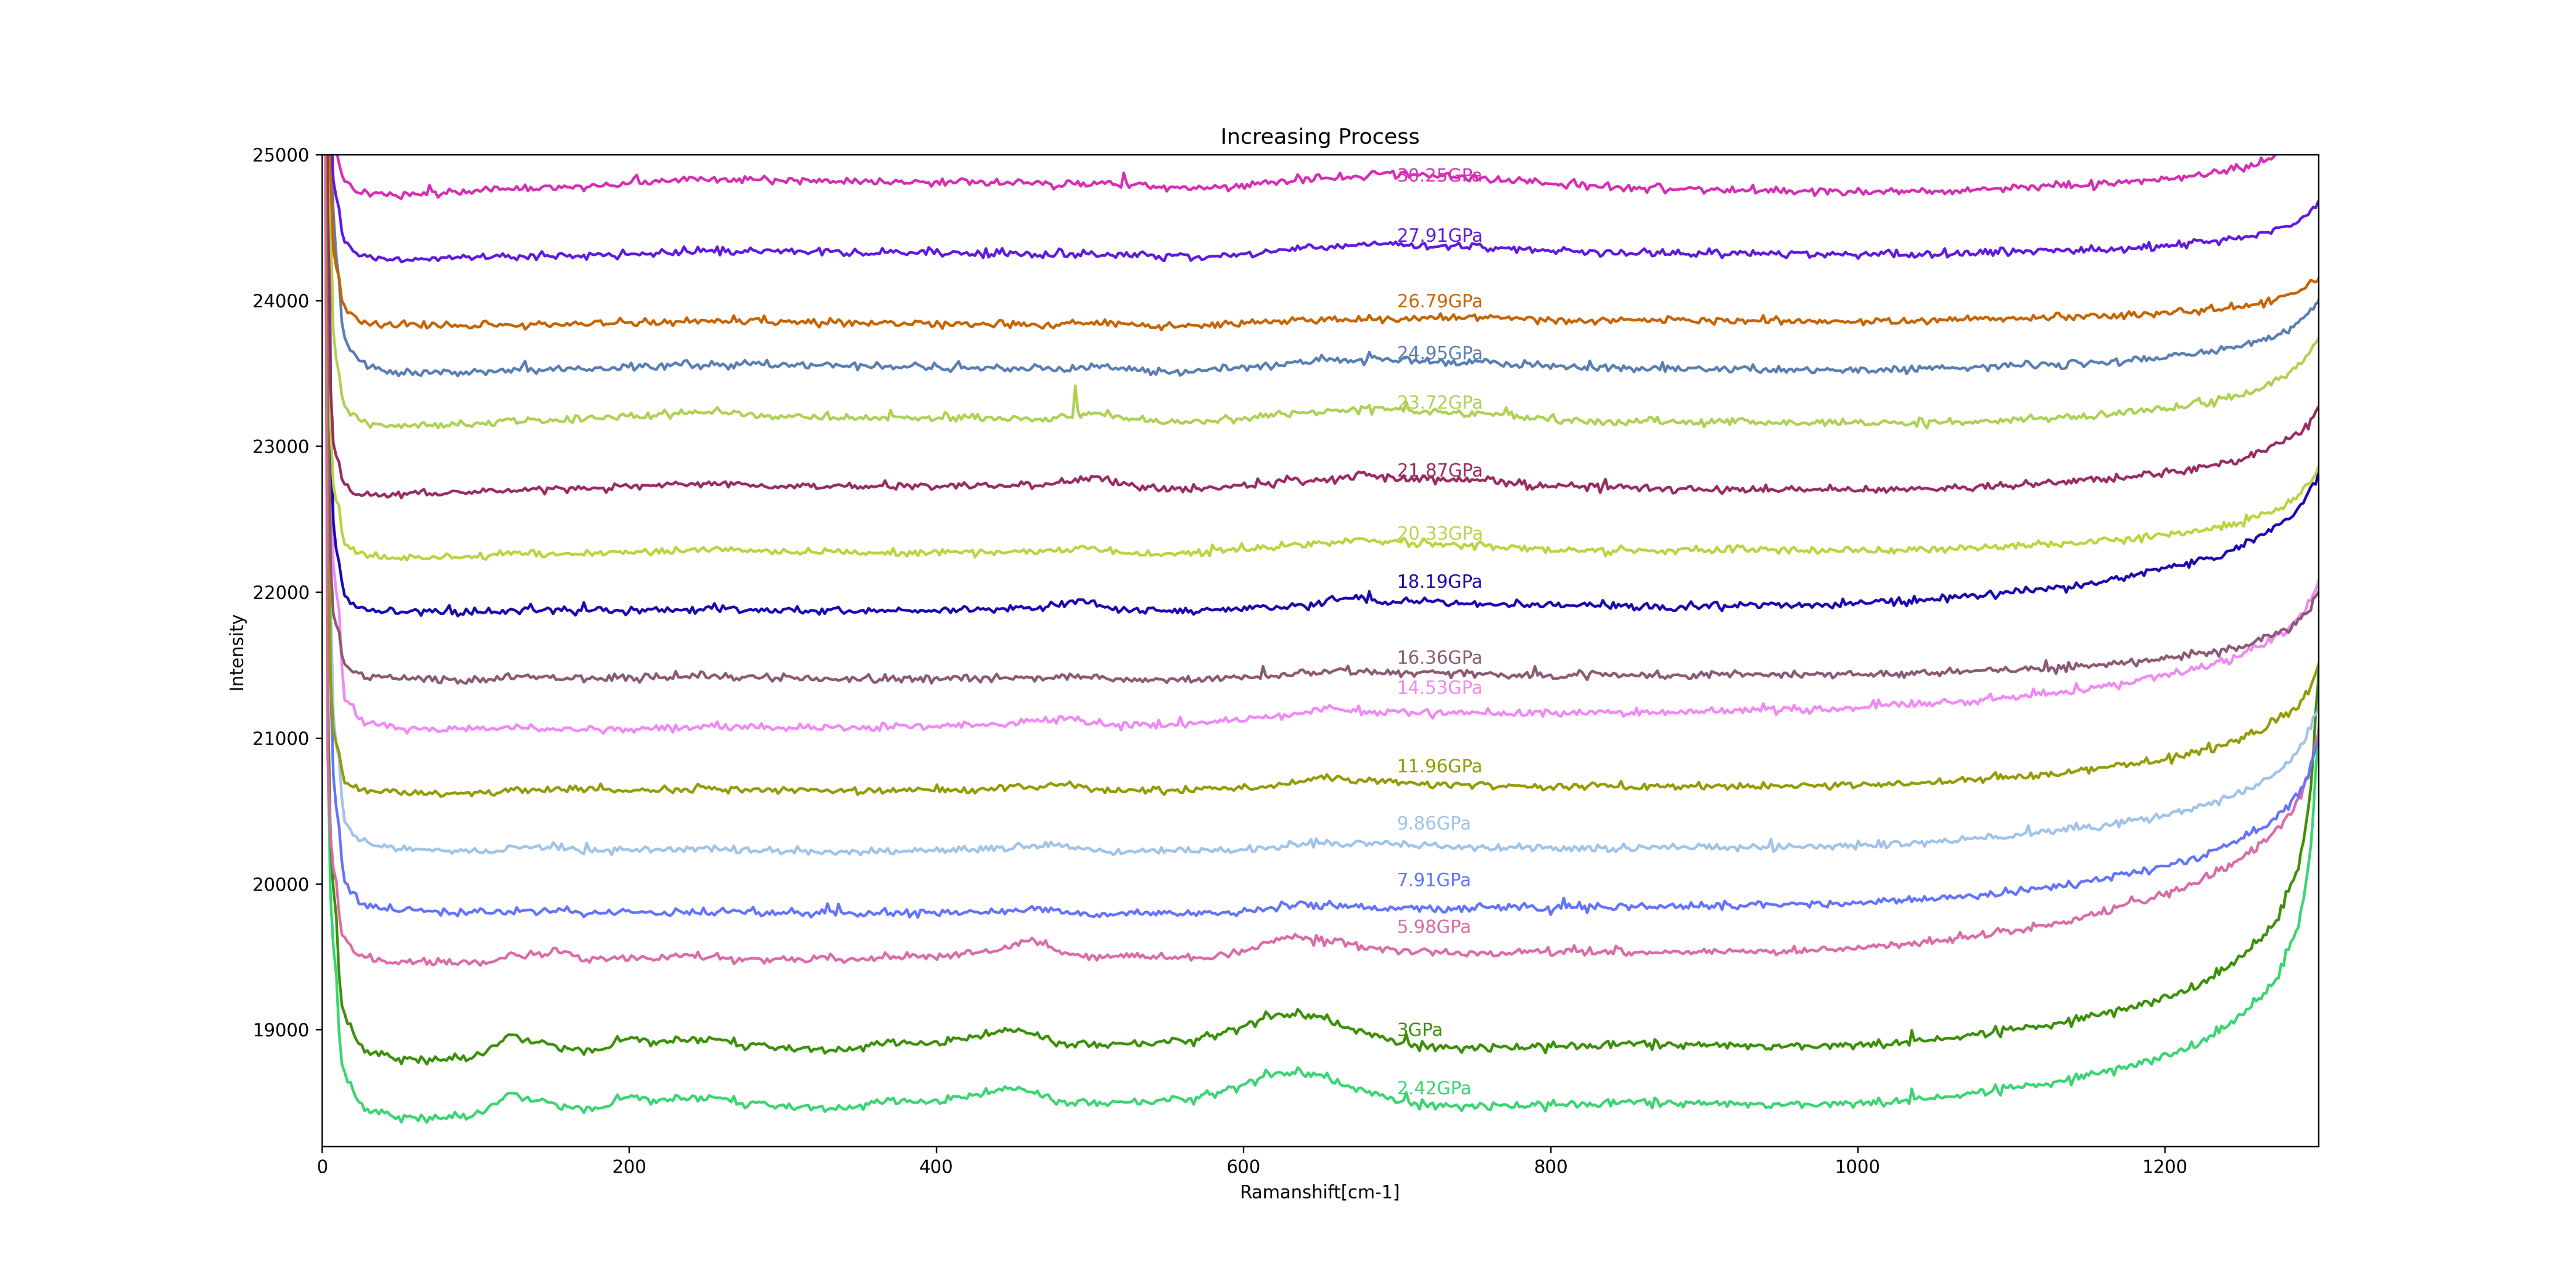 Increasing Process
25000
30.25GPa
27.91GPa
24000
26.79GPa
24.95GPa
23.72GPa
23000
21.87GPa
20.33GPa
22000
18.19GPa
Intensity
16.36GPa
14.53GPa
21000
11.96GPa
9.86GPa
20000
7.91GPa
5.98GPa
19000
3GPa
2.42GPa
0 200 400 600 800 1000 1200
Ramanshift[cm-1]